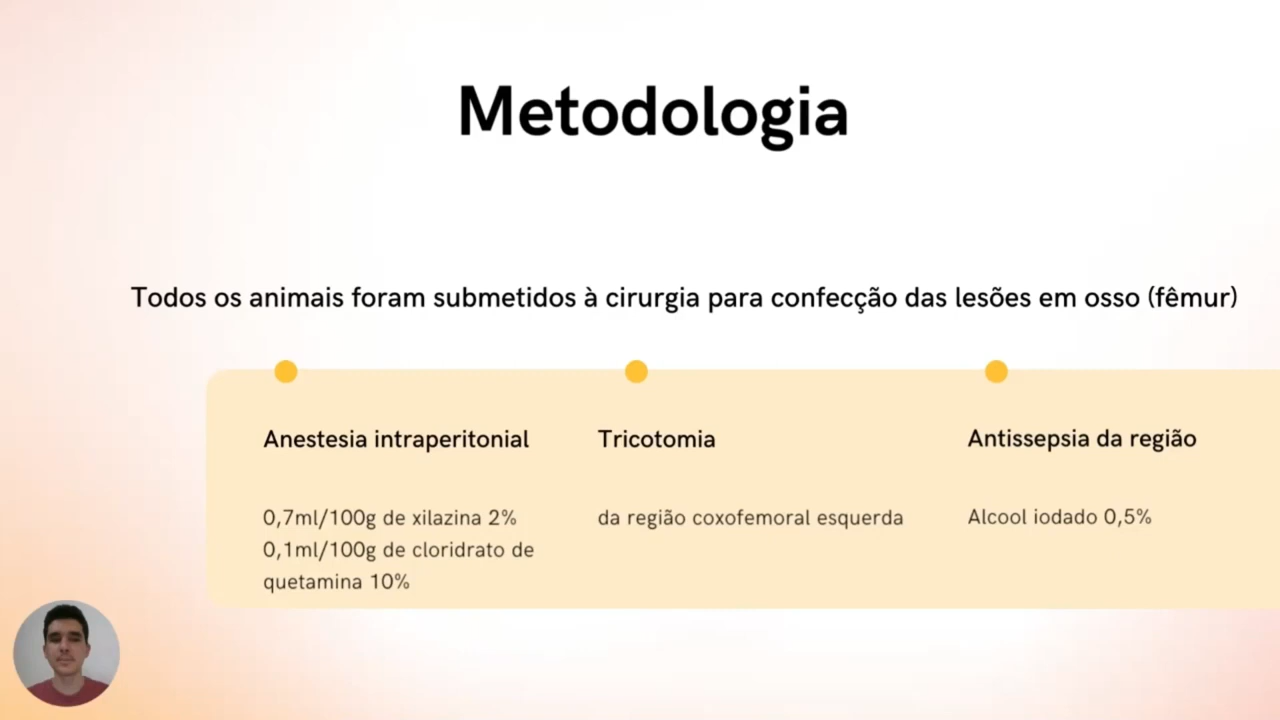 Metodologia
Todos os animais foram submetidos à cirurgia para confecção das lesões em osso (fêmur)
Anestesia intraperitonial
0,7ml/100g de xilazina 2%
0,1ml/100g de cloridrato de
quetamina 10%
Tricotomia
da região coxofemoral esquerda
Antissepsia da região
Alcool iodado 0,5%